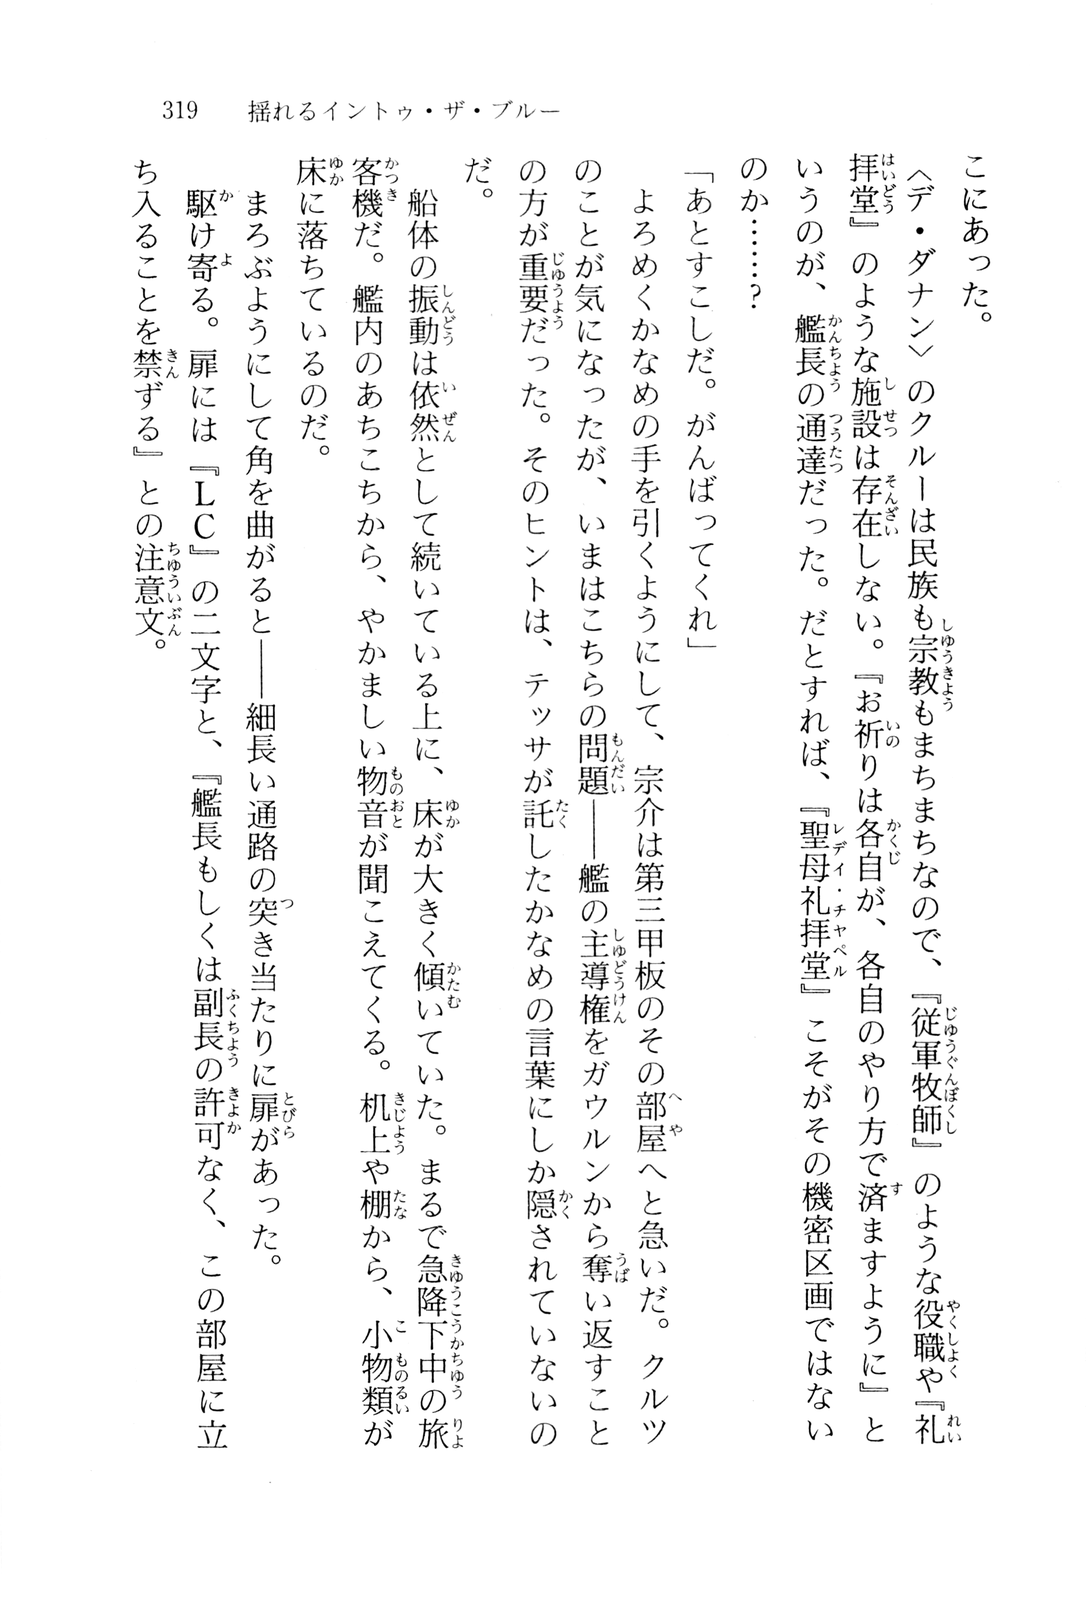 319　揺れるイントゥ・ザ・ブルー
こにあった。
　〈デ・ダナン〉のクルーは民族も宗教もまちまちなので、『従軍牧師』のような役職や『礼
拝堂』のような施設は存在しない。『お祈りは各自が、各自のやり方で済ますように』と
いうのが、艦長の通達だった。だとすれば、『聖母礼拝堂』こそがその機密区画ではない
のか……？
「あとすこしだ。がんばってくれ」
　よろめくかなめの手を引くようにして、宗介は第三甲板のその部屋へと急いだ。クルツ
のことが気になったが、いまはこちらの問題――艦の主導権をガウルンから奪い返すこと
の方が重要だった。そのヒントは、テッサが託したかなめの言葉にしか隠されていないの
だ。
　船体の振動は依然として続いている上に、床が大きく傾いていた。まるで急降下中の旅
客機だ。艦内のあちこちから、やかましい物音が聞こえてくる。机上や棚から、小物類が
床に落ちているのだ。
　まろぶようにして角を曲がると――細長い通路の突き当たりに扉があった。
　駆け寄る。扉には『LC』の二文字と、『艦長もしくは副長の許可なく、この部屋に立
ち入ることを禁ずる』との注意文。